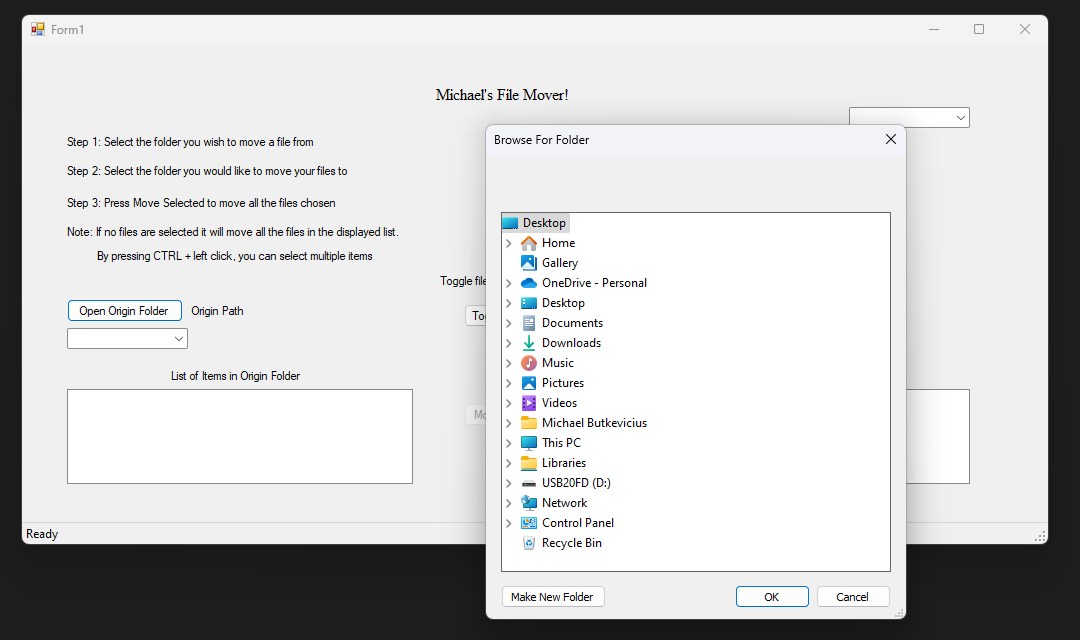 Form1
Michael's File Mover!
Step 1: Select the folder you wish to move a file from
Step 2: Select the folder you would like to move your files to
Step 3: Press Move Selected to move all the files chosen
Note: If no files are selected it will move all the files in the displayed list.
By pressing CTRL + left click, you can select multiple items
Toggle file
Open Origin Folder
Origin Path
List of Items in Origin Folder
Ready
Browse For Folder
Desktop
Home
Gallery
OneDrive - Personal
Desktop
Documents
Downloads
Music
Pictures
Videos
Michael Butkevicius
This PC
Libraries
USB20FD (D:)
Network
Control Panel
Recycle Bin
Make New Folder
OK
Cancel